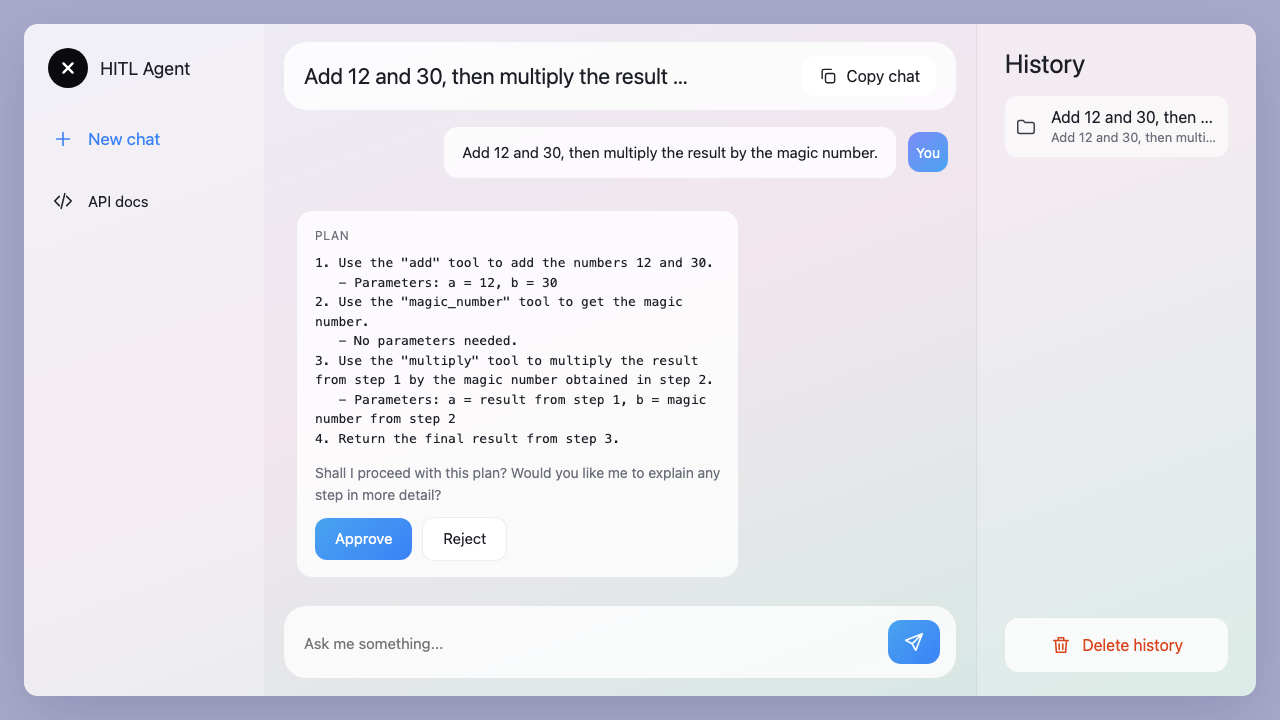 HITL Agent
New chat
API docs
Add 12 and 30, then multiply the result ...
Copy chat
Add 12 and 30, then multiply the result by the magic number.
You
PLAN
1. Use the "add" tool to add the numbers 12 and 30.
– Parameters: a = 12, b = 30
2. Use the "magic_number" tool to get the magic
number.
– No parameters needed.
3. Use the "multiply" tool to multiply the result
from step 1 by the magic number obtained in step 2.
– Parameters: a = result from step 1, b = magic
number from step 2
4. Return the final result from step 3.
Shall I proceed with this plan? Would you like me to explain any
step in more detail?
Approve
Reject
Ask me something...
History
Add 12 and 30, then ...
Add 12 and 30, then multi...
Delete history